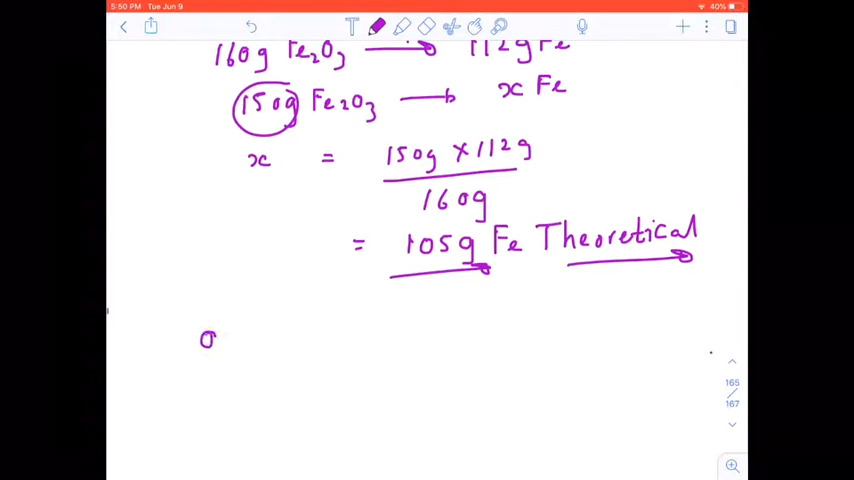 5:50 PM Tue Jun 9 40%
160g Fe₂O₃ → 112g Fe
150g Fe₂O₃ → x Fe
x = 150g × 112g
160g
= 105g Fe Theoretical
165
/
167